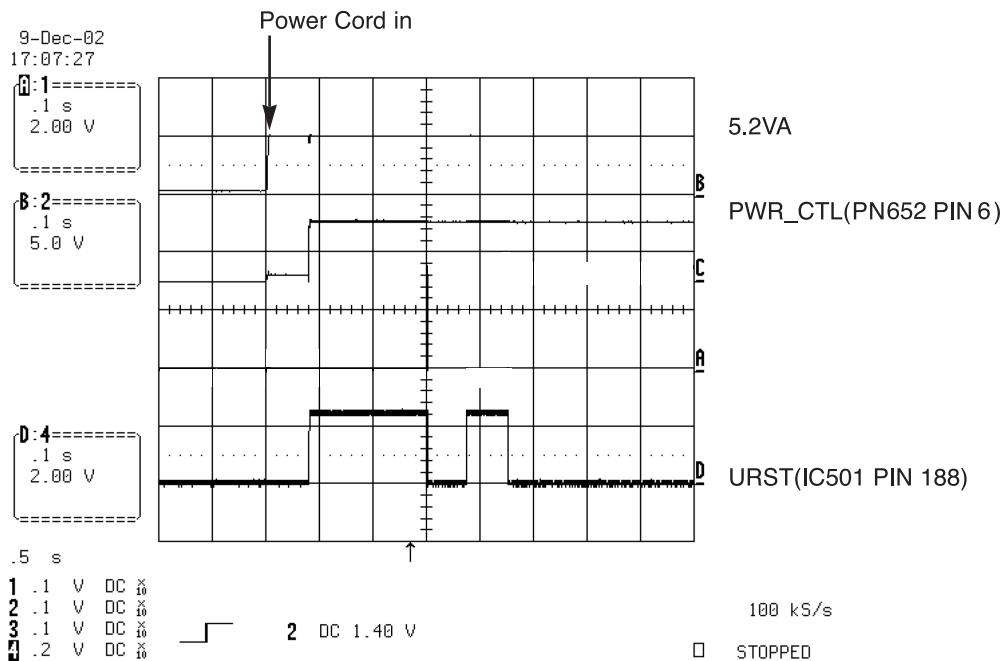 Power Cord in
9-Dec-02
17:07:27
A:1
.1 s
2.00 V
5.2VA
B
B:2
.1 s
5.0 V
PWR_CTL(PN652 PIN 6)
C
A
D:4
.1 s
2.00 V
D
URST(IC501 PIN 188)
.5 s
1 .1 V DC X10
2 .1 V DC X10
3 .1 V DC X10
4 .2 V DC X10
2 DC 1.40 V
100 kS/s
STOPPED